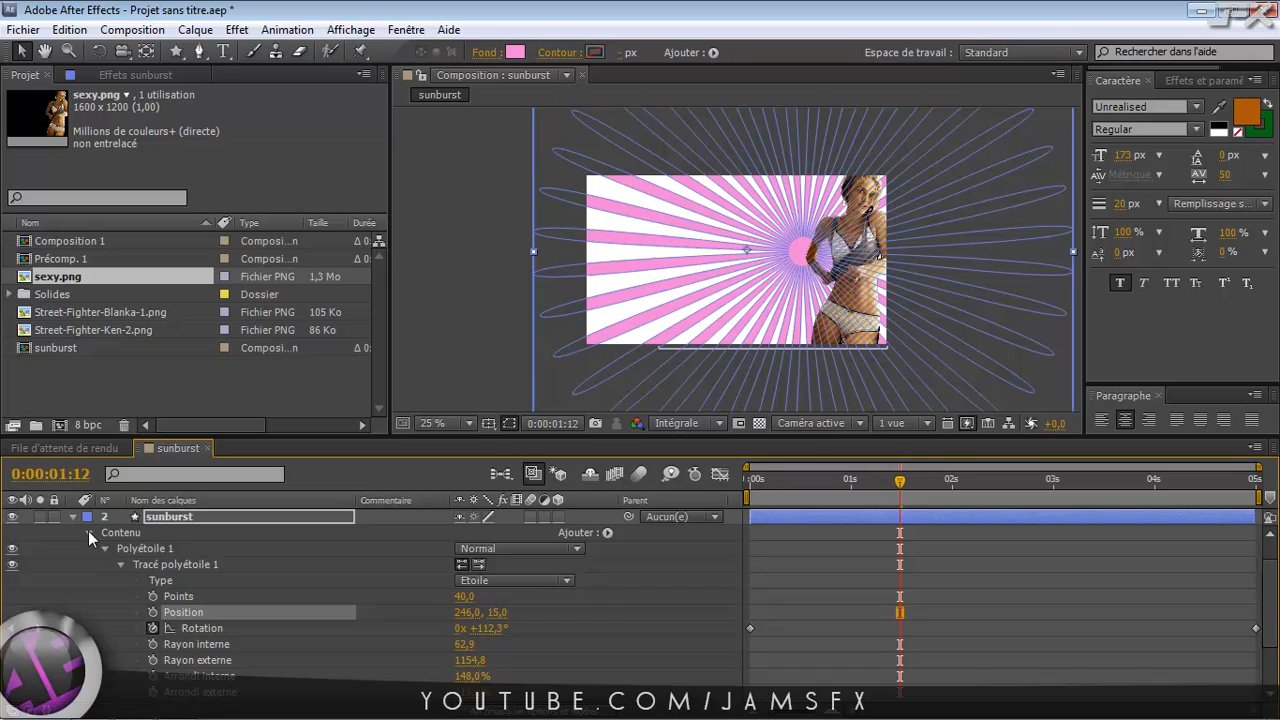 Adobe After Effects - Projet sans titre.aep *
Fichier Edition Composition Calque Effet Animation Affichage Fenêtre Aide
Fond : Contour : - px Ajouter : Espace de travail : Standard Rechercher dans l'aide
Projet Effets sunburst
sexy.png ▾, 1 utilisation
1600 x 1200 (1,00)
Millions de couleurs+ (directe)
non entrelacé
Nom Type Taille Durée
Composition 1 Composi...n Δ 0:
Précomp. 1 Composi...n Δ 0:
sexy.png Fichier PNG 1,3 Mo
Solides Dossier
Street-Fighter-Blanka-1.png Fichier PNG 105 Ko
Street-Fighter-Ken-2.png Fichier PNG 86 Ko
sunburst Composi...n Δ 0:
8 bpc
Composition : sunburst
sunburst
25 % 0:00:01:12 Intégrale Caméra active 1 vue +0,0
Caractère Effets et paramé
Unrealised
Regular
173 px 0 px
Métrique 50
20 px Remplissage s...
100 % 100 %
0 px 0 %
T T TT Tт T¹ T₁
Paragraphe
File d'attente de rendu sunburst
0:00:01:12
:00s 01s 02s 03s 04s 05s
N° Nom des calques Commentaire Parent
2 sunburst Aucun(e)
Contenu Ajouter :
Polyétoile 1 Normal
Tracé polyétoile 1
Type Etoile
Points 40,0
Position 246,0, 15,0
Rotation 0x +112,3°
Rayon interne 62,9
Rayon externe 1154,8
Arrondi interne 148,0%
Arrondi externe
YOUTUBE.COM/JAMSFX